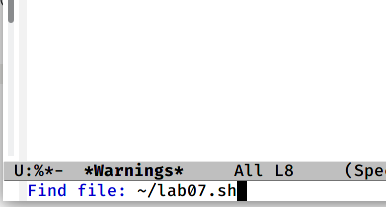 U:%*-  *Warnings*     All L8     (Spe
Find file: ~/lab07.sh